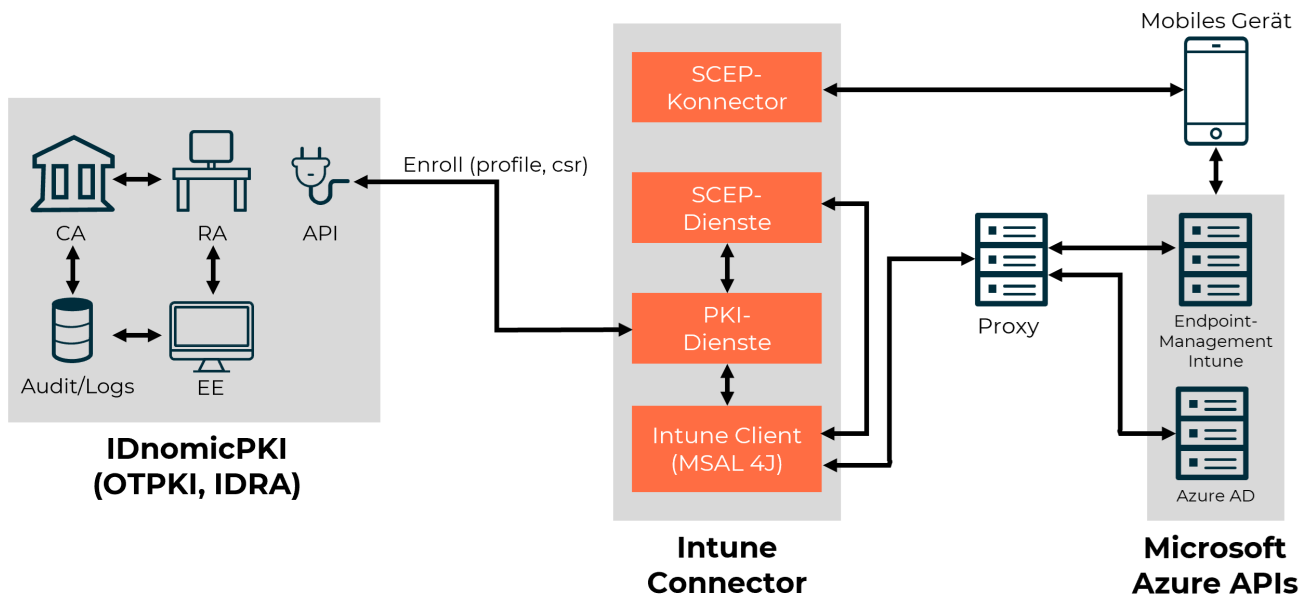 Mobiles Gerät
SCEP-
Konnector
Enroll (profile, csr)
CA
RA
API
SCEP-
Dienste
PKI-
Dienste
Proxy
Endpoint-
Management
Intune
Audit/Logs
EE
Intune Client
(MSAL 4J)
Azure AD
IDnomicPKI
(OTPKI, IDRA)
Intune
Connector
Microsoft
Azure APIs